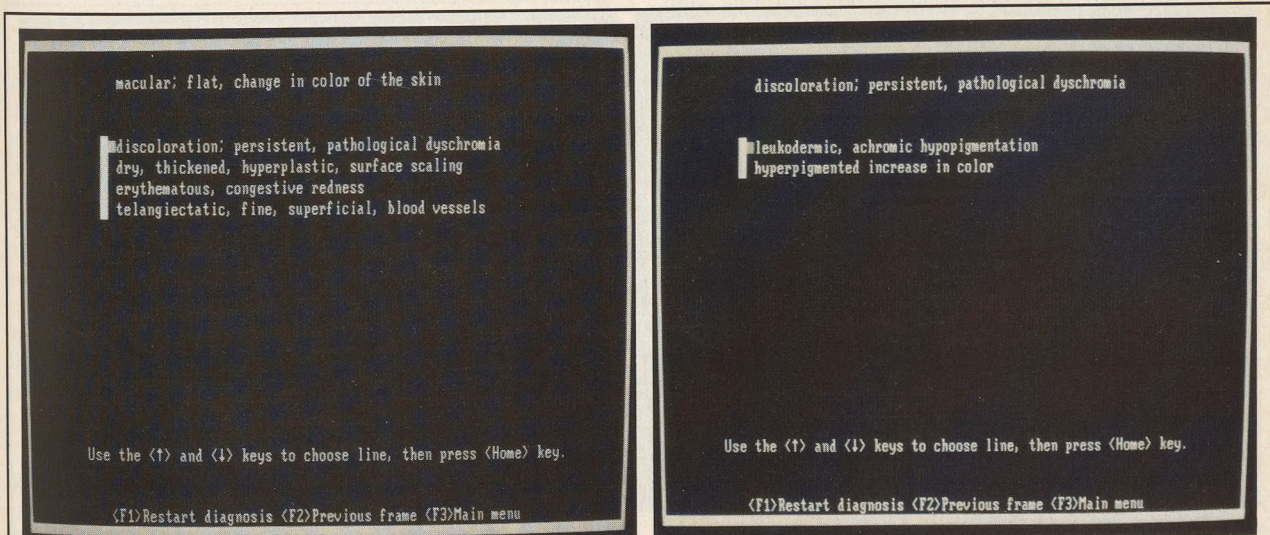 macular; flat, change in color of the skin
discoloration; persistent, pathological dyschromia
dry, thickened, hyperplastic, surface scaling
erythematous, congestive redness
telangiectatic, fine, superficial, blood vessels
Use the <↑> and <↓> keys to choose line, then press <Home> key.
<F1>Restart diagnosis <F2>Previous frame <F3>Main menu
discoloration; persistent, pathological dyschromia
leukodermic, achromic hypopigmentation
hyperpigmented increase in color
Use the <↑> and <↓> keys to choose line, then press <Home> key.
<F1>Restart diagnosis <F2>Previous frame <F3>Main menu